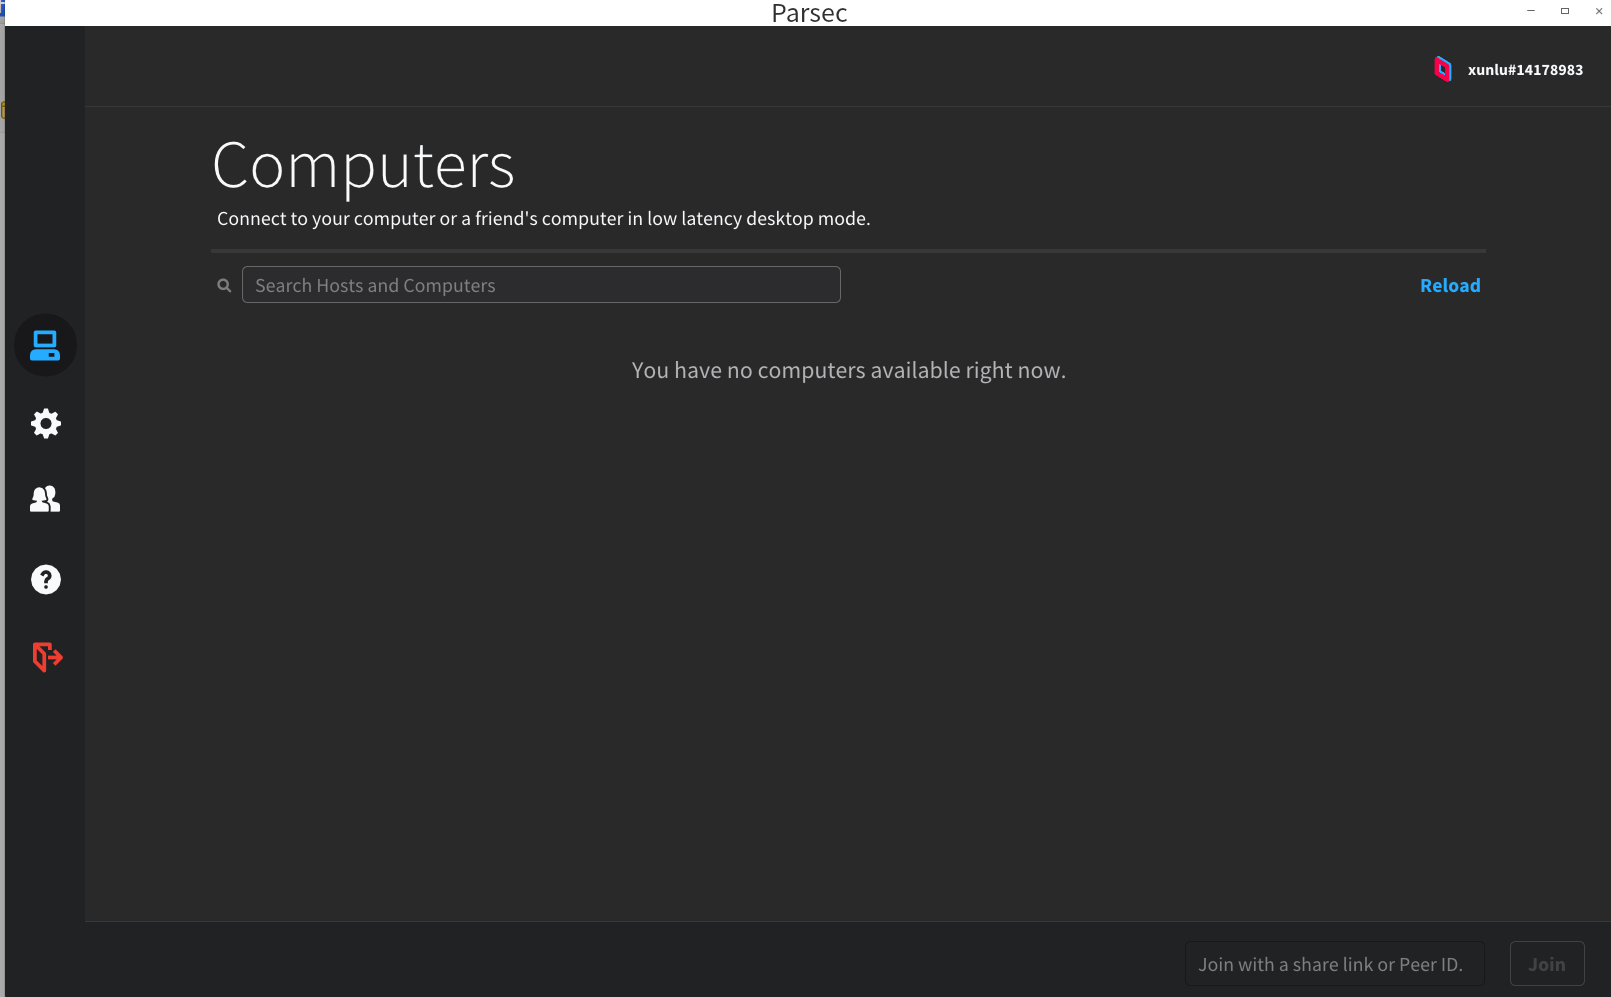 Parsec
xunlu#14178983
Computers
Connect to your computer or a friend's computer in low latency desktop mode.
Search Hosts and Computers
Reload
You have no computers available right now.
?
Join with a share link or Peer ID.
Join